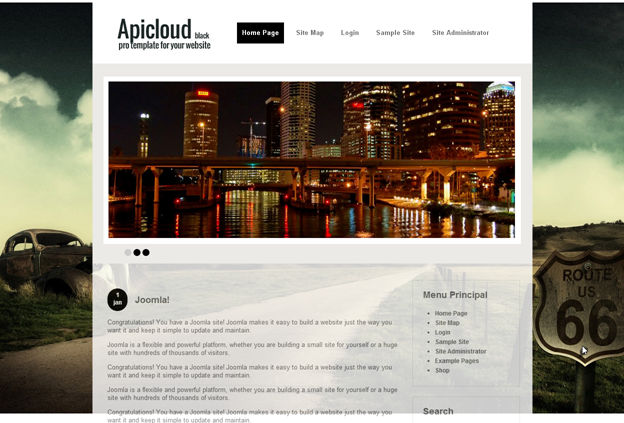 Apicloud black
pro template for your website
Home Page
Site Map
Login
Sample Site
Site Administrator
1
jan
Joomla!
Congratulations! You have a Joomla site! Joomla makes it easy to build a website just the way you
want it and keep it simple to update and maintain.
Joomla is a flexible and powerful platform, whether you are building a small site for yourself or a huge
site with hundreds of thousands of visitors.
Congratulations! You have a Joomla site! Joomla makes it easy to build a website just the way you
want it and keep it simple to update and maintain.
Joomla is a flexible and powerful platform, whether you are building a small site for yourself or a huge
site with hundreds of thousands of visitors.
Congratulations! You have a Joomla site! Joomla makes it easy to build a website just the way you
want it and keep it simple to update and maintain.
Menu Principal
Home Page
Site Map
Login
Sample Site
Site Administrator
Example Pages
Shop
Search
ROUTE
US
66